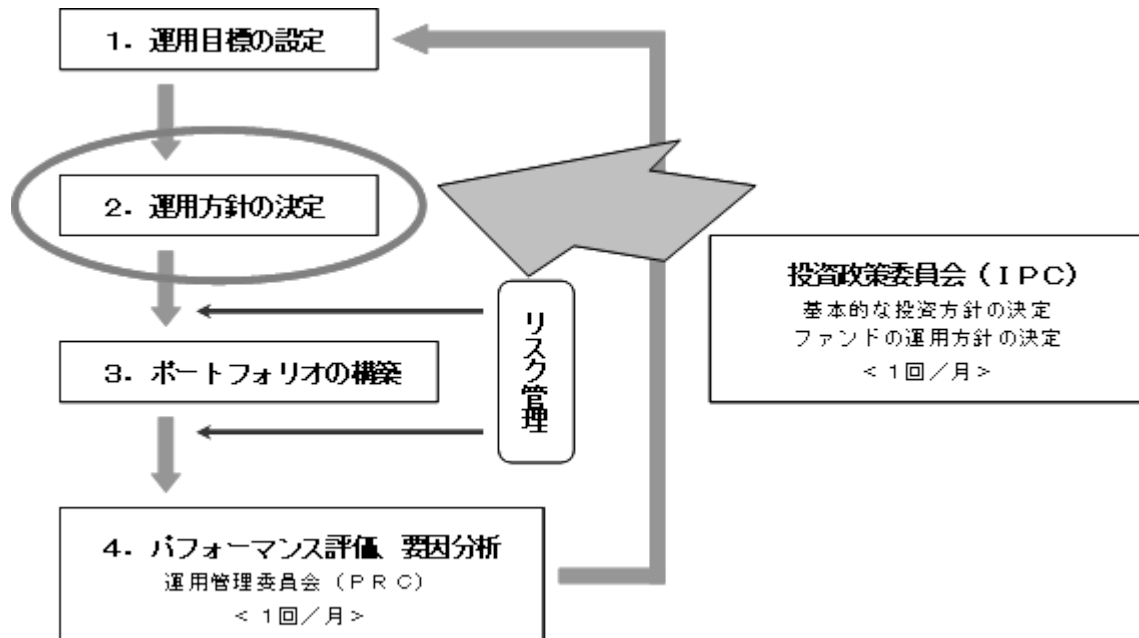 １．運用目標の設定
２．運用方針の決定
投資政策委員会（ＩＰＣ）
基本的な投資方針の決定
ファンドの運用方針の決定
＜１回／月＞
リスク管理
３．ポートフォリオの構築
４．パフォーマンス評価、要因分析
運用管理委員会（ＰＲＣ）
＜１回／月＞